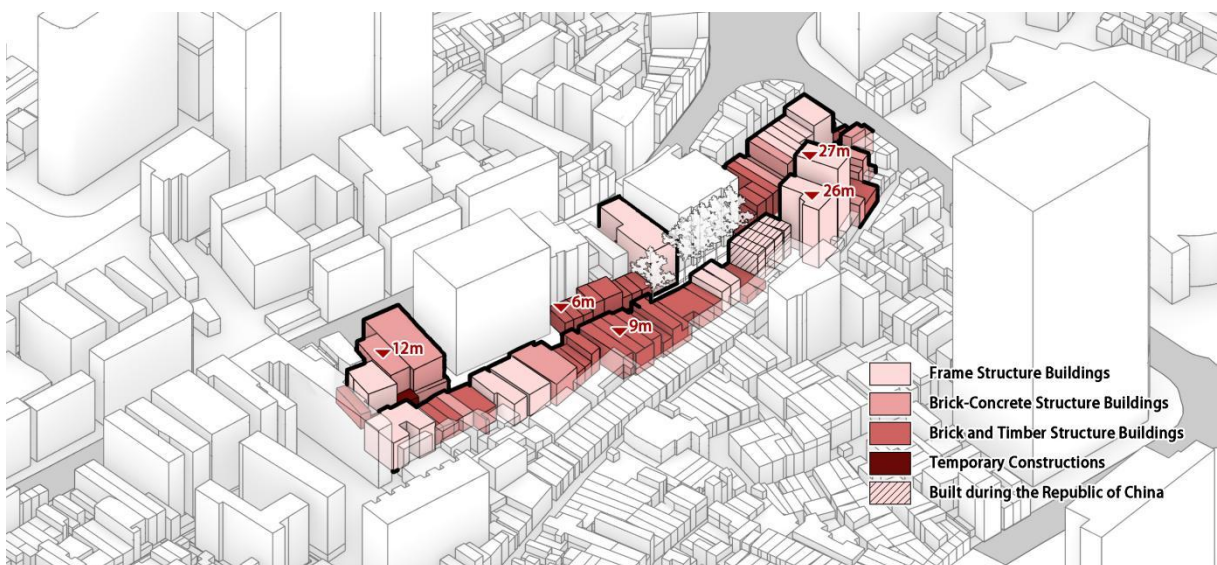 27m
26m
6m
9m
12m
Frame Structure Buildings
Brick-Concrete Structure Buildings
Brick and Timber Structure Buildings
Temporary Constructions
Built during the Republic of China